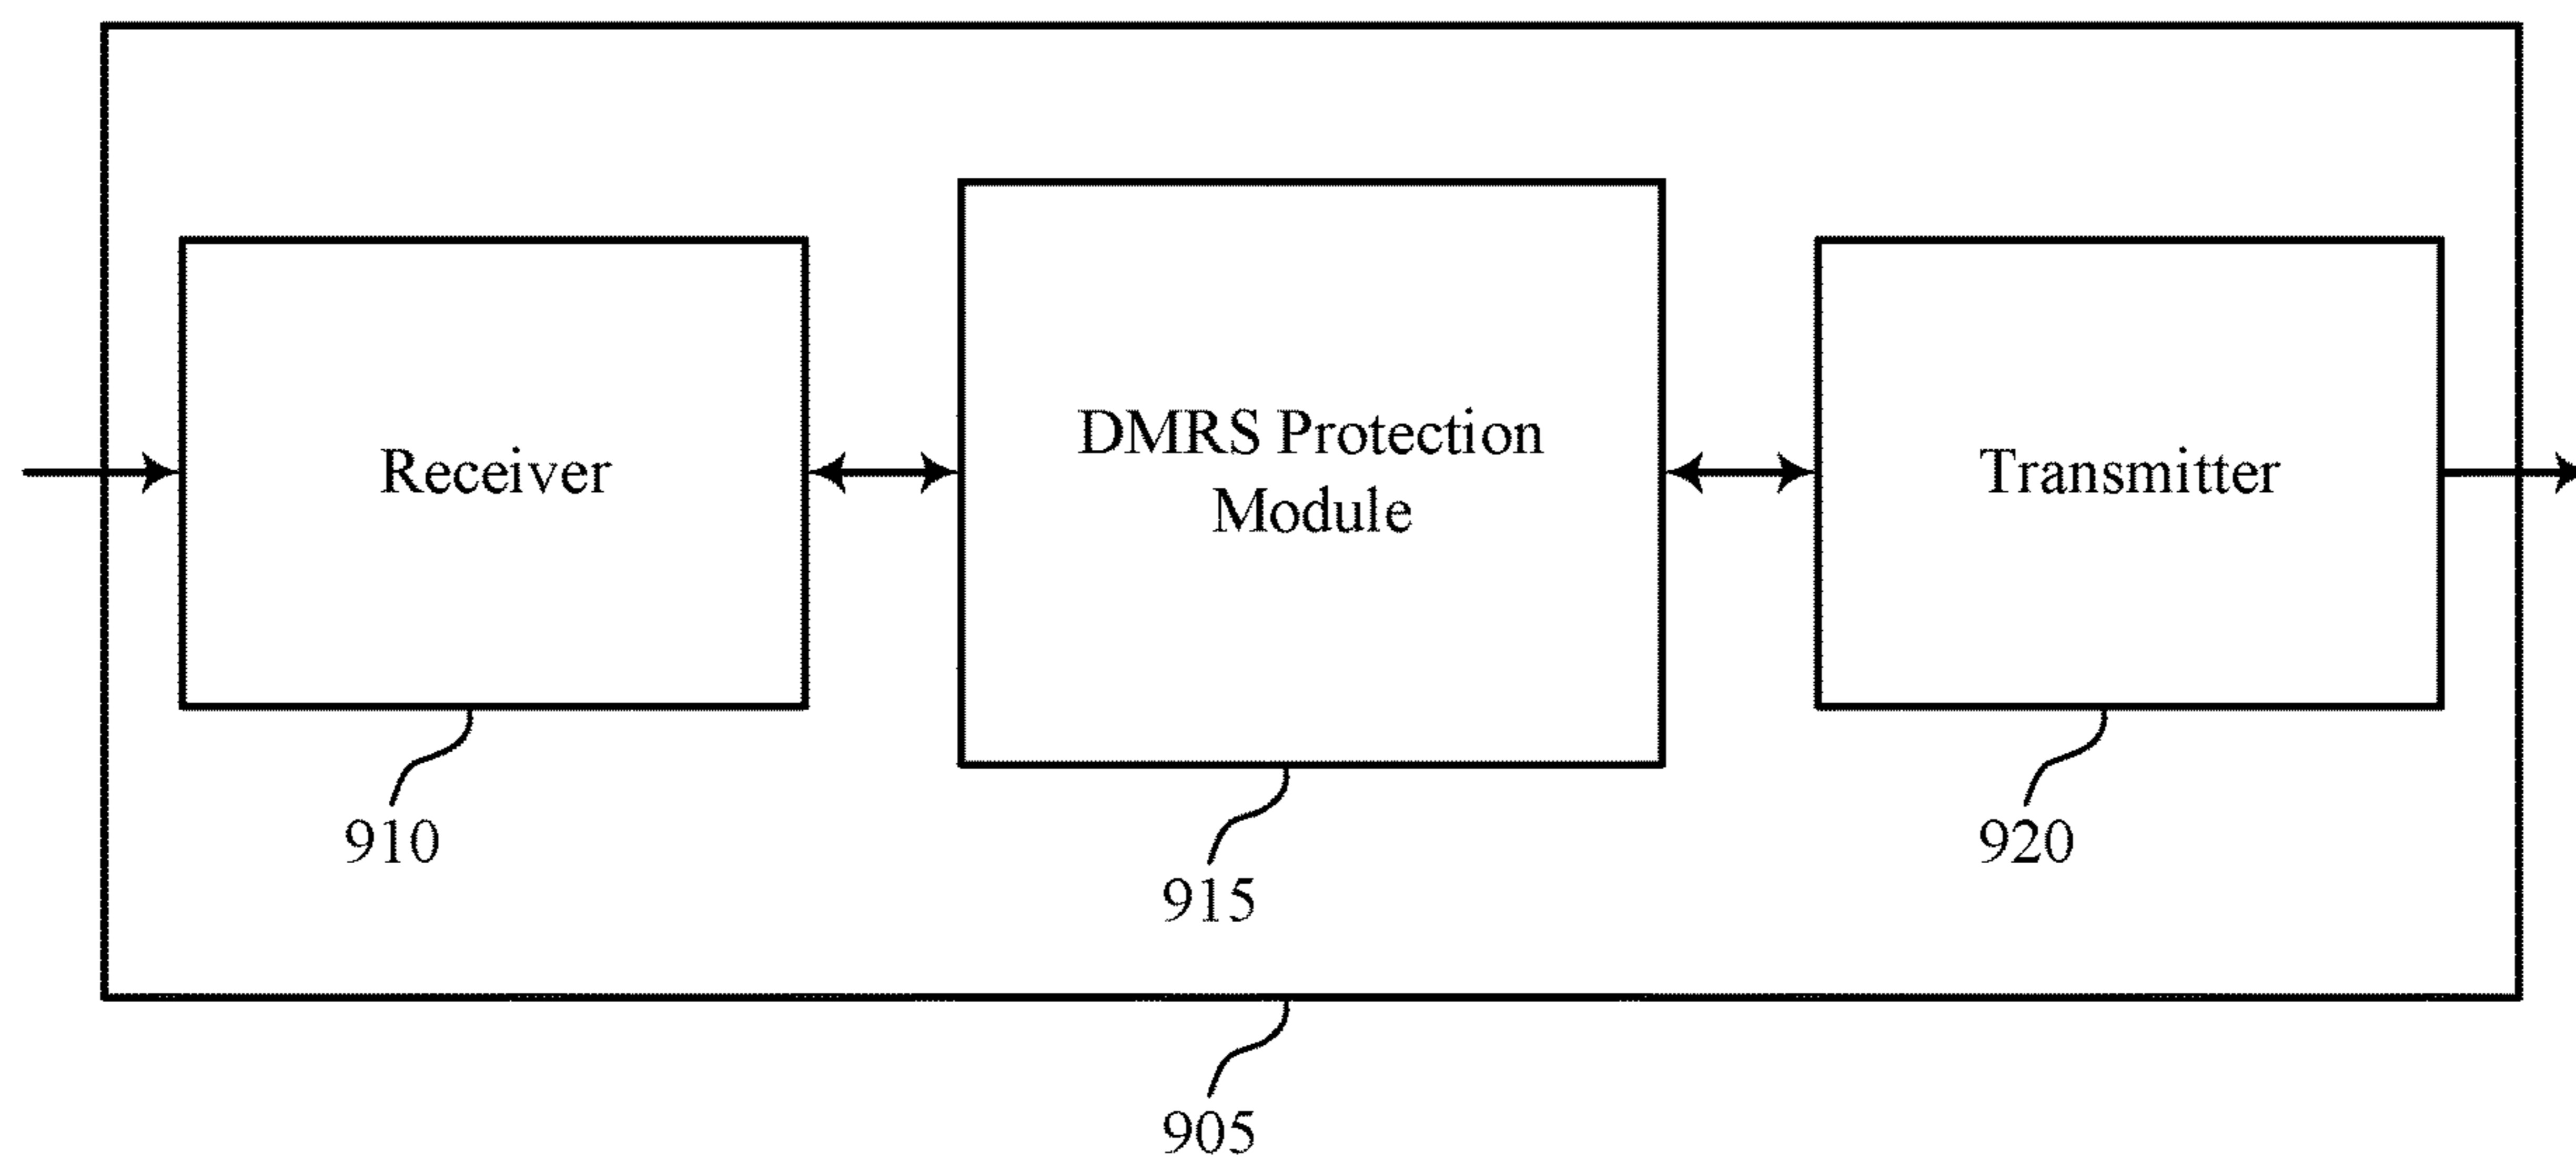 Receiver
DMRS Protection
Module
Transmitter
910
920
915
905